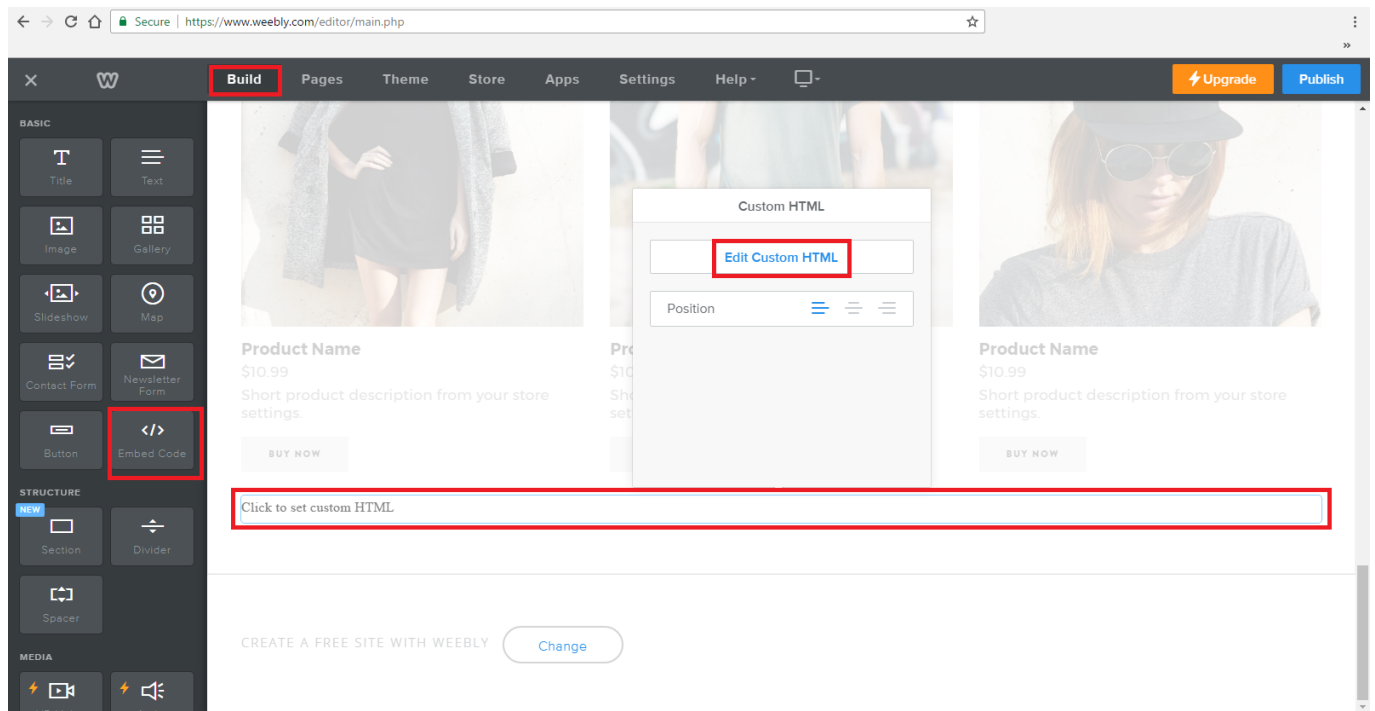 Secure | https://www.weebly.com/editor/main.php
»
Build Pages Theme Store Apps Settings Help Upgrade Publish
BASIC
Title Text
Image Gallery
Slideshow Map
Contact Form Newsletter
Form
Button Embed Code
STRUCTURE
NEW
Section Divider
Spacer
MEDIA
Custom HTML
Edit Custom HTML
Position
Product Name
$10.99
Short product description from your store
settings.
BUY NOW
Pro
$10
Sho
set
Product Name
$10.99
Short product description from your store
settings.
BUY NOW
Click to set custom HTML
CREATE A FREE SITE WITH WEEBLY Change